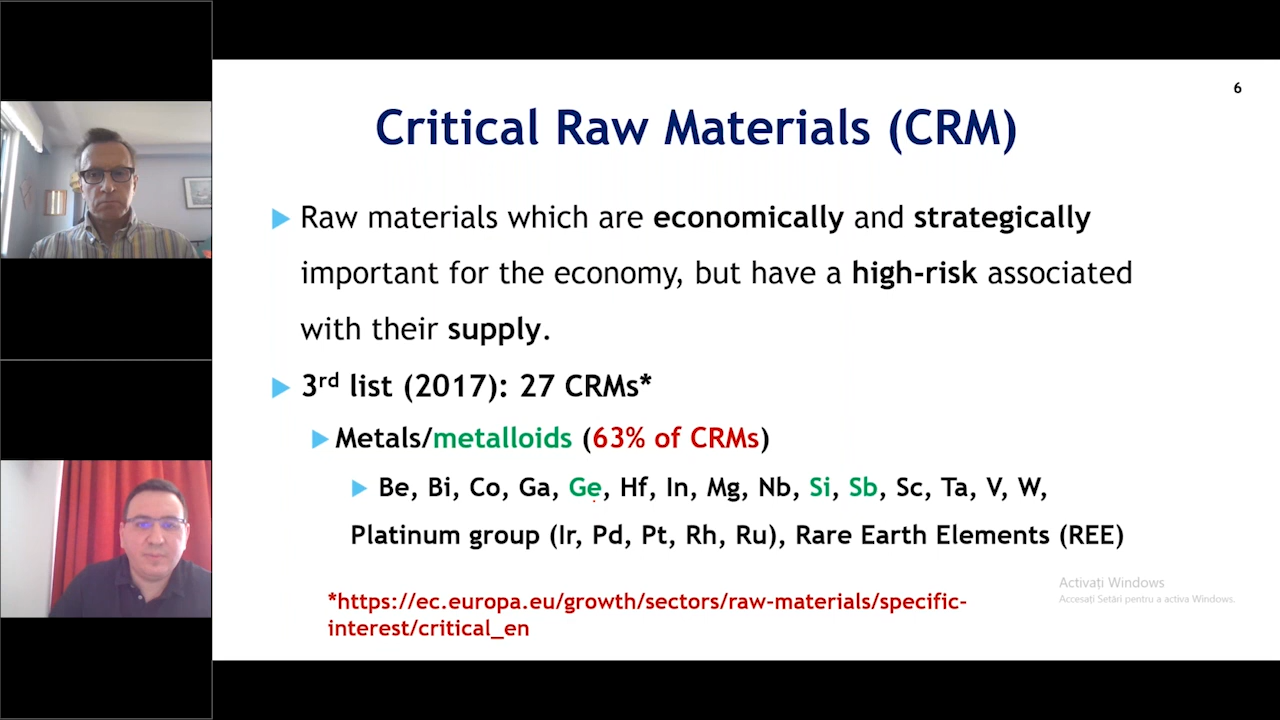 6
Critical Raw Materials (CRM)
Raw materials which are economically and strategically
important for the economy, but have a high-risk associated
with their supply.
3rd list (2017): 27 CRMs*
Metals/metalloids (63% of CRMs)
Be, Bi, Co, Ga, Ge, Hf, In, Mg, Nb, Si, Sb, Sc, Ta, V, W,
Platinum group (Ir, Pd, Pt, Rh, Ru), Rare Earth Elements (REE)
Activați Windows
Accesați Setări pentru a activa Windows.
*https://ec.europa.eu/growth/sectors/raw-materials/specific-
interest/critical_en